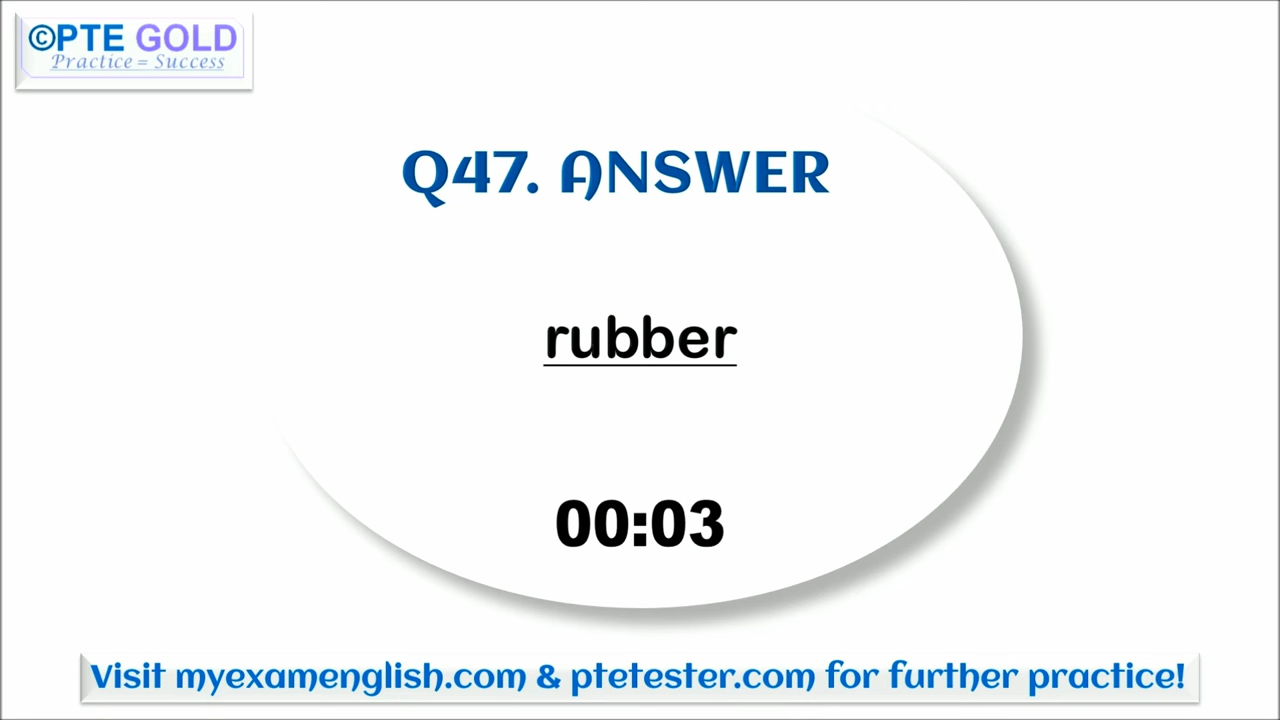 ©PTE GOLD
Practice = Success
Q47. ANSWER
rubber
00:03
Visit myexamenglish.com & ptetester.com for further practice!